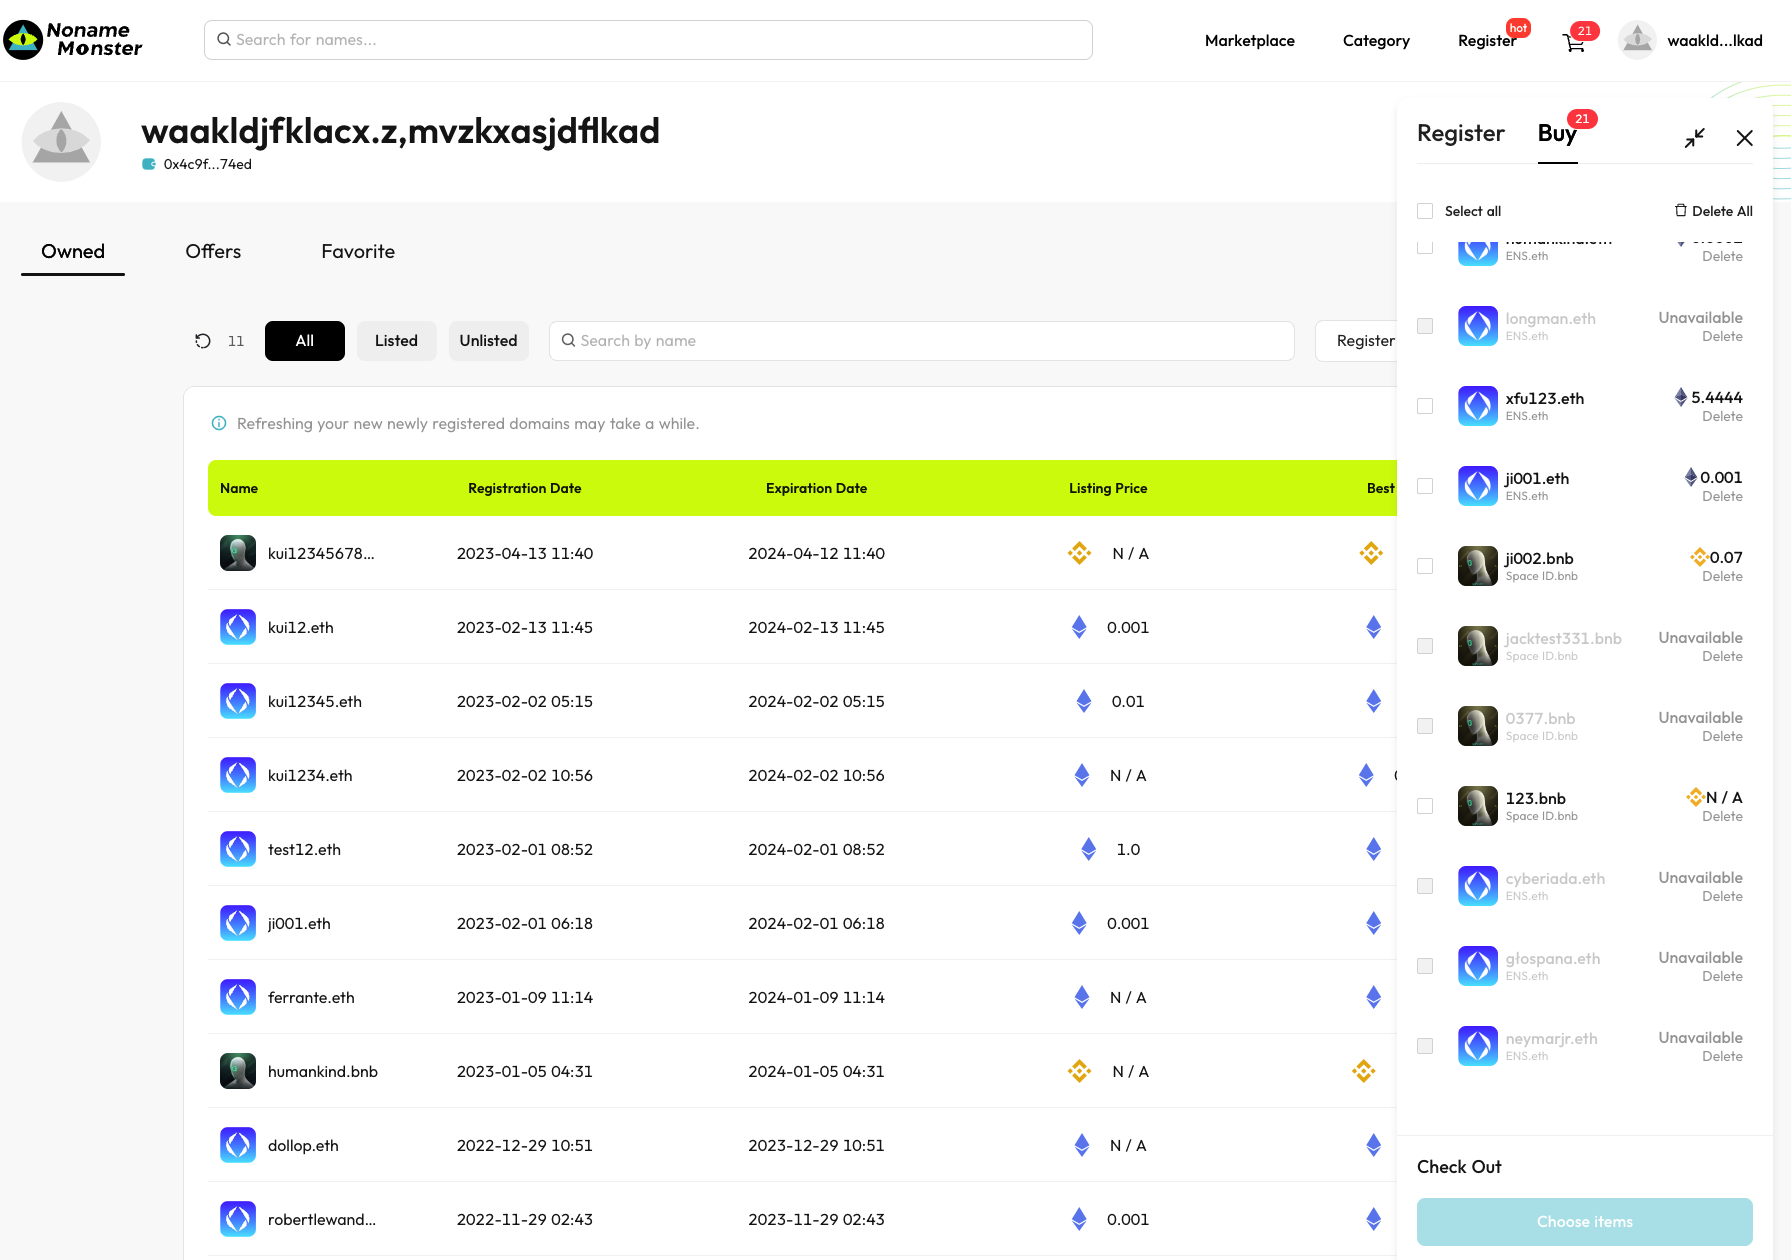 Noname
Monster
Search for names...
Marketplace
Category
Register
hot
21
waakld...lkad
waakldjfklacx.z,mvzkxasjdflkad
0x4c9f...74ed
Owned
Offers
Favorite
11
All
Listed
Unlisted
Search by name
Register
Refreshing your new newly registered domains may take a while.
Name Registration Date Expiration Date Listing Price Best
kui12345678... 2023-04-13 11:40 2024-04-12 11:40 N / A
kui12.eth 2023-02-13 11:45 2024-02-13 11:45 0.001
kui12345.eth 2023-02-02 05:15 2024-02-02 05:15 0.01
kui1234.eth 2023-02-02 10:56 2024-02-02 10:56 N / A
test12.eth 2023-02-01 08:52 2024-02-01 08:52 1.0
ji001.eth 2023-02-01 06:18 2024-02-01 06:18 0.001
ferrante.eth 2023-01-09 11:14 2024-01-09 11:14 N / A
humankind.bnb 2023-01-05 04:31 2024-01-05 04:31 N / A
dollop.eth 2022-12-29 10:51 2023-12-29 10:51 N / A
robertlewand... 2022-11-29 02:43 2023-11-29 02:43 0.001
Register
Buy
21
Select all
Delete All
ENS.eth
Delete
longman.eth Unavailable
ENS.eth Delete
xfu123.eth 5.4444
ENS.eth Delete
ji001.eth 0.001
ENS.eth Delete
ji002.bnb 0.07
Space ID.bnb Delete
jacktest331.bnb Unavailable
Space ID.bnb Delete
0377.bnb Unavailable
Space ID.bnb Delete
123.bnb N / A
Space ID.bnb Delete
cyberiada.eth Unavailable
ENS.eth Delete
głospana.eth Unavailable
ENS.eth Delete
neymarjr.eth Unavailable
ENS.eth Delete
Check Out
Choose items